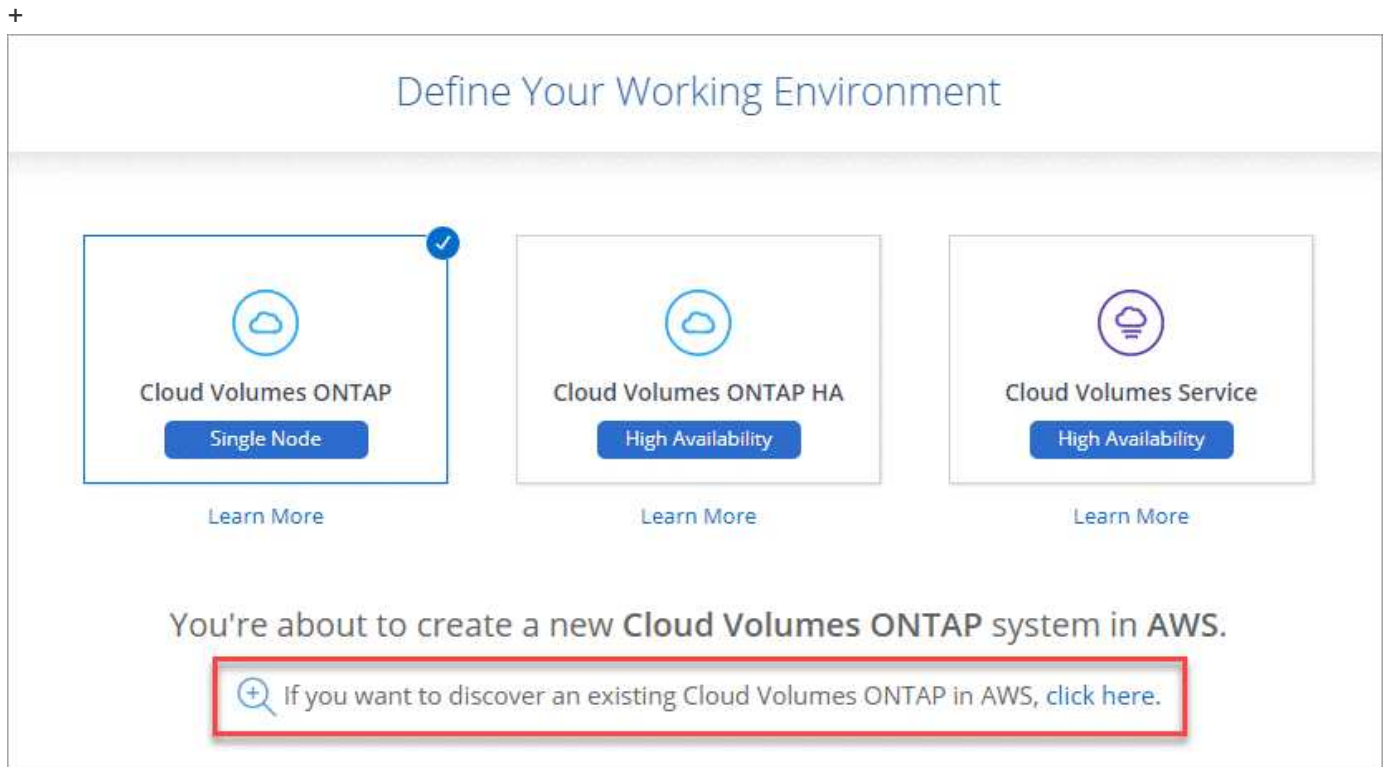 +
Define Your Working Environment
Cloud Volumes ONTAP
Single Node
Learn More
Cloud Volumes ONTAP HA
High Availability
Learn More
Cloud Volumes Service
High Availability
Learn More
You're about to create a new Cloud Volumes ONTAP system in AWS.
If you want to discover an existing Cloud Volumes ONTAP in AWS, click here.